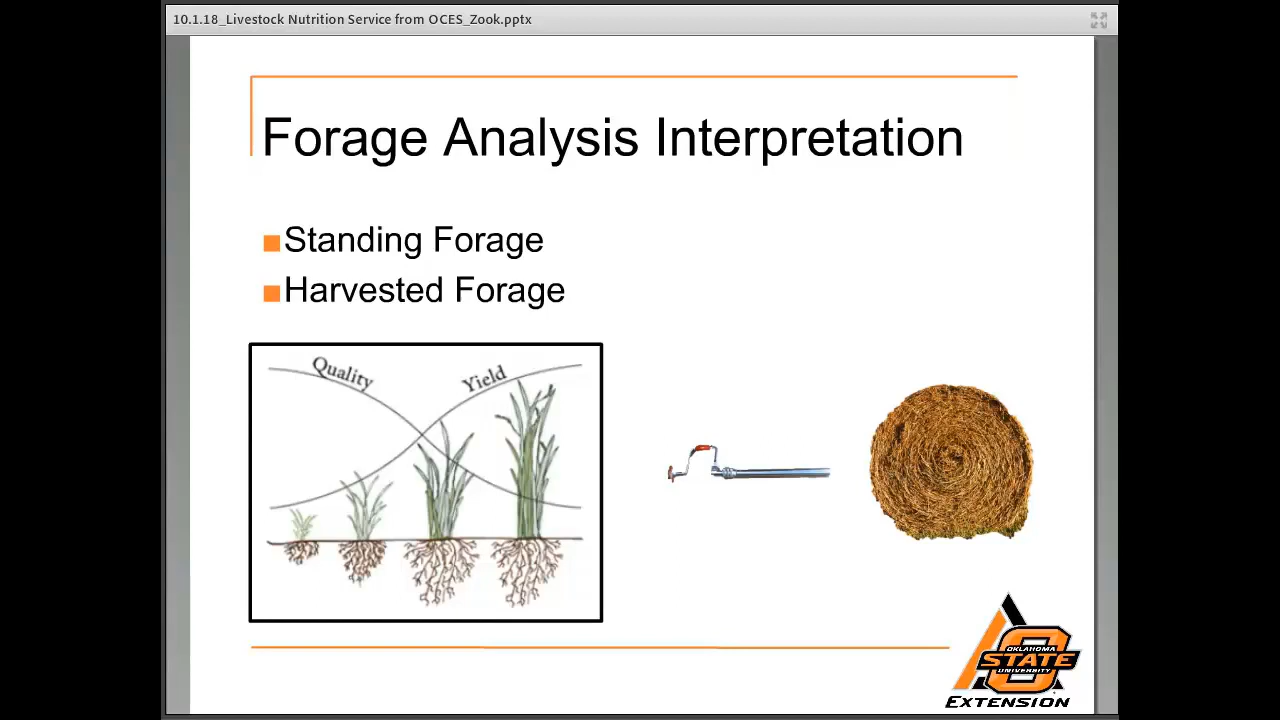 10.1.18_Livestock Nutrition Service from OCES_Zook.pptx
Forage Analysis Interpretation
Standing Forage
Harvested Forage
Quality
Yield
OKLAHOMA
STATE
UNIVERSITY
EXTENSION